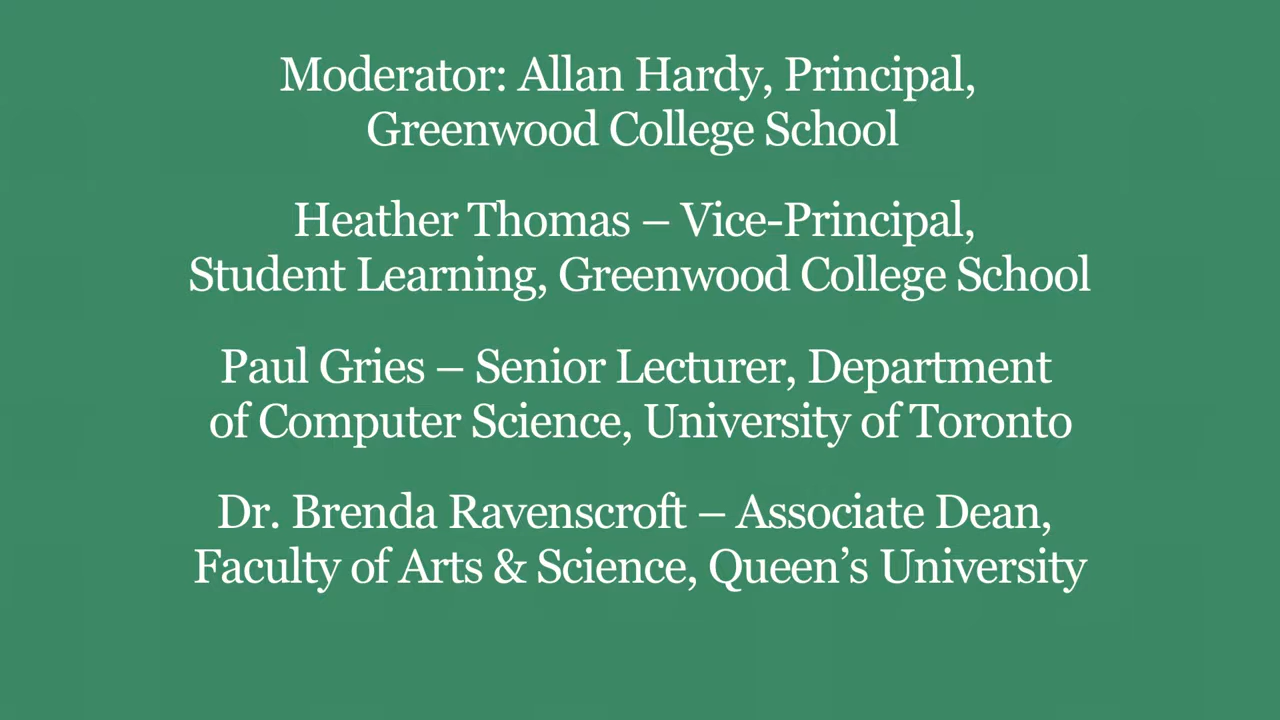 Moderator: Allan Hardy, Principal,
Greenwood College School
Heather Thomas – Vice-Principal,
Student Learning, Greenwood College School
Paul Gries – Senior Lecturer, Department
of Computer Science, University of Toronto
Dr. Brenda Ravenscroft – Associate Dean,
Faculty of Arts & Science, Queen’s University